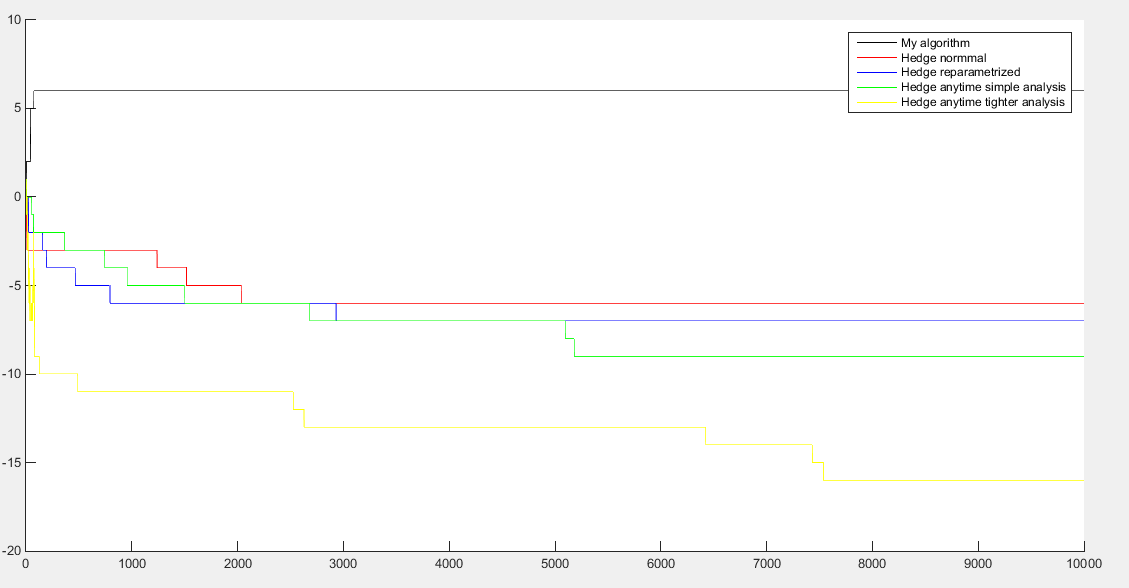 10
5
0
-5
-10
-15
-20
0 1000 2000 3000 4000 5000 6000 7000 8000 9000 10000
My algorithm
Hedge normmal
Hedge reparametrized
Hedge anytime simple analysis
Hedge anytime tighter analysis